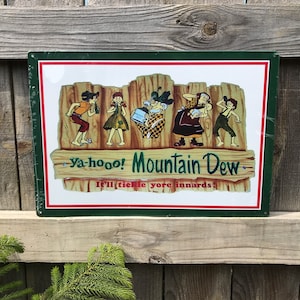 ya-hooo! Mountain Dew
It'll tickle yore innards!